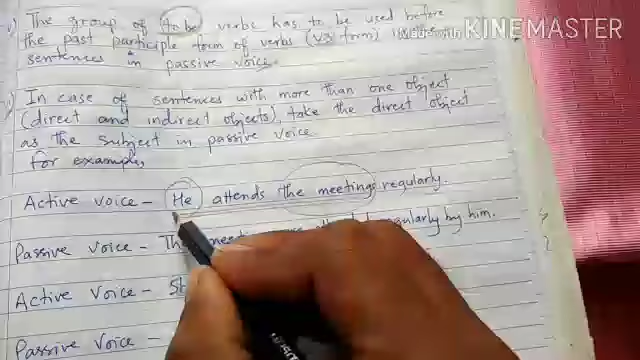 The group of to be verbs has to be used before
the past participle form of verbs (v3 form)
sentences in passive voice.
In case of sentences with more than one object
(direct and indirect objects), take the direct object
as the subject in passive voice.
for example,
Active voice - He attends the meetings regularly.
Passive voice - regularly by him.
Active Voice -
Passive Voice -
Made with KINEMASTER